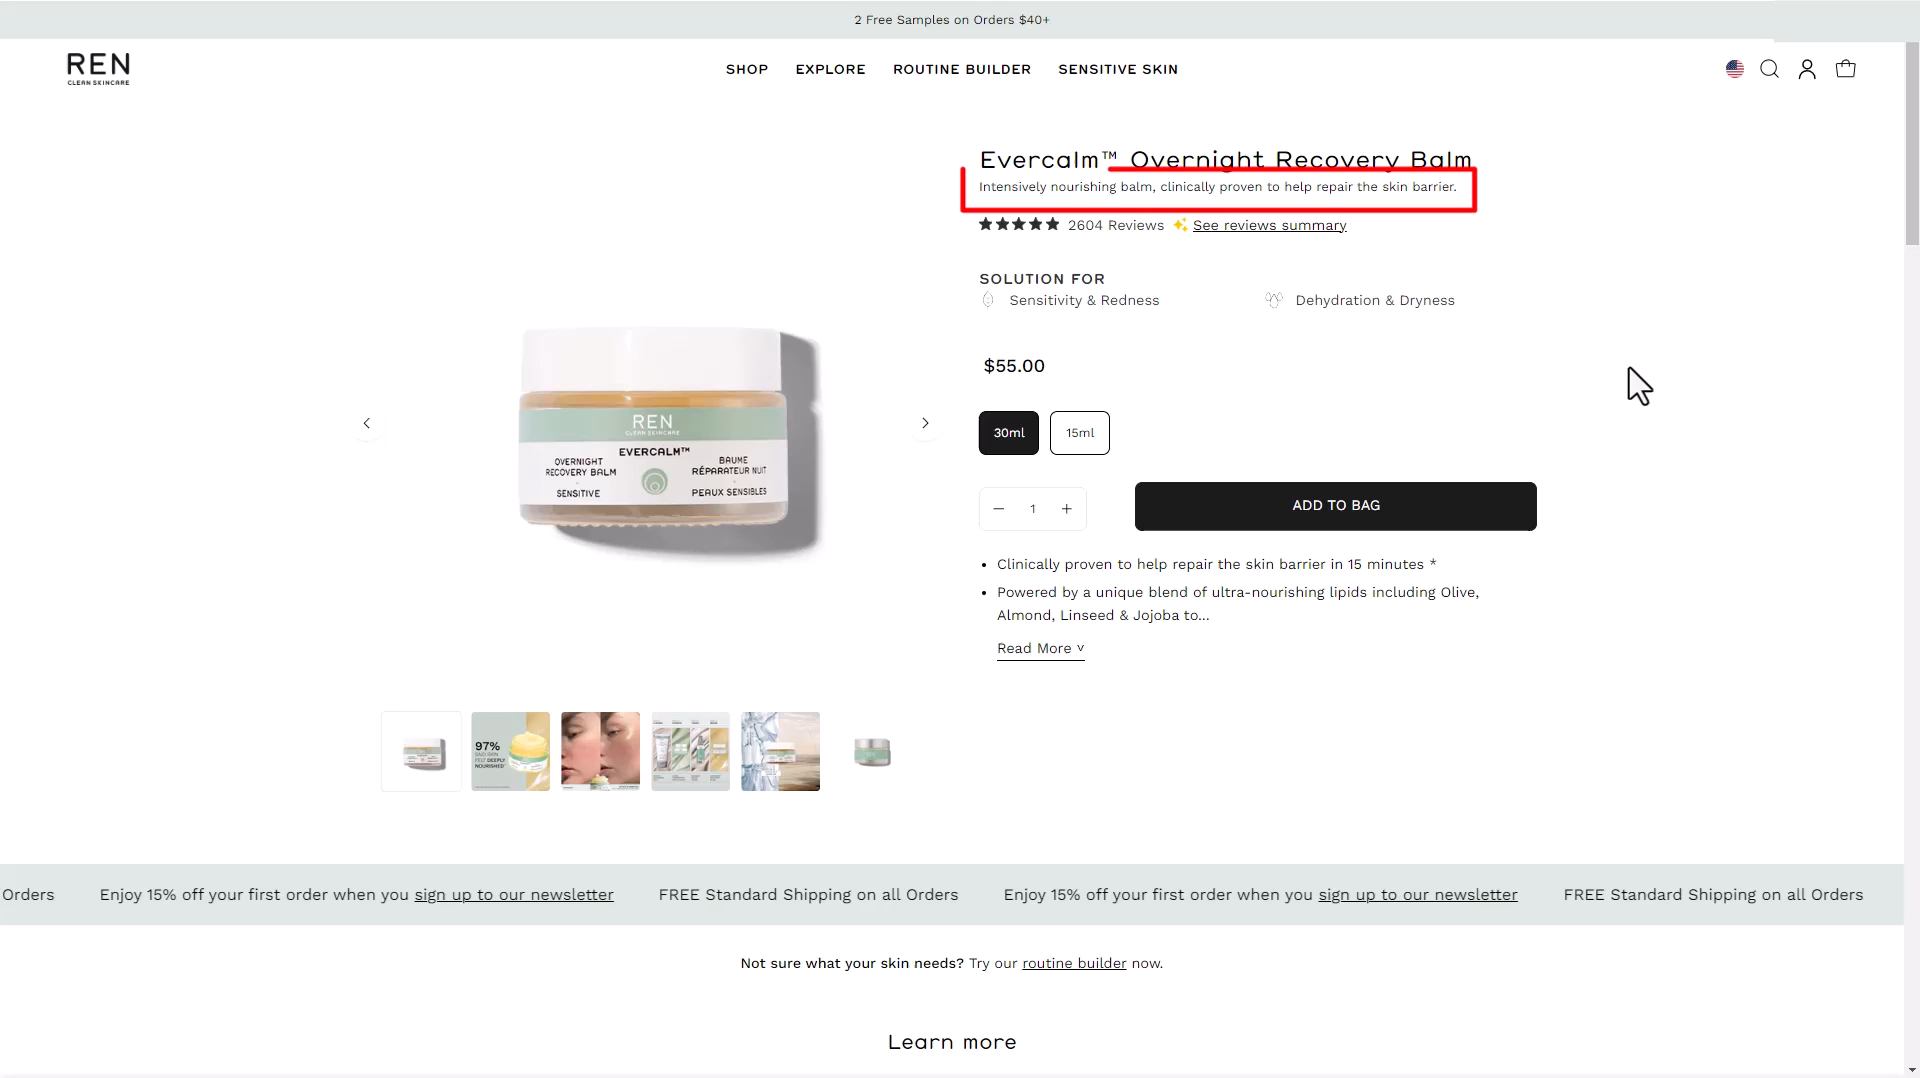 2 Free Samples on Orders $40+
REN
CLEAN SKINCARE
SHOP
EXPLORE
ROUTINE BUILDER
SENSITIVE SKIN
Evercalm™ Overnight Recovery Balm
Intensively nourishing balm, clinically proven to help repair the skin barrier.
2604 Reviews
See reviews summary
SOLUTION FOR
Sensitivity & Redness
Dehydration & Dryness
$55.00
30ml
15ml
1
ADD TO BAG
Clinically proven to help repair the skin barrier in 15 minutes *
Powered by a unique blend of ultra-nourishing lipids including Olive,
Almond, Linseed & Jojoba to...
Read More
REN
CLEAN SKINCARE
EVERCALM™
OVERNIGHT
RECOVERY BALM
SENSITIVE
BAUME
RÉPARATEUR NUIT
PEAUX SENSIBLES
97%
SAID SKIN
FELT DEEPLY
NOURISHED
Orders
Enjoy 15% off your first order when you sign up to our newsletter
FREE Standard Shipping on all Orders
Enjoy 15% off your first order when you sign up to our newsletter
FREE Standard Shipping on all Orders
Not sure what your skin needs? Try our routine builder now.
Learn more